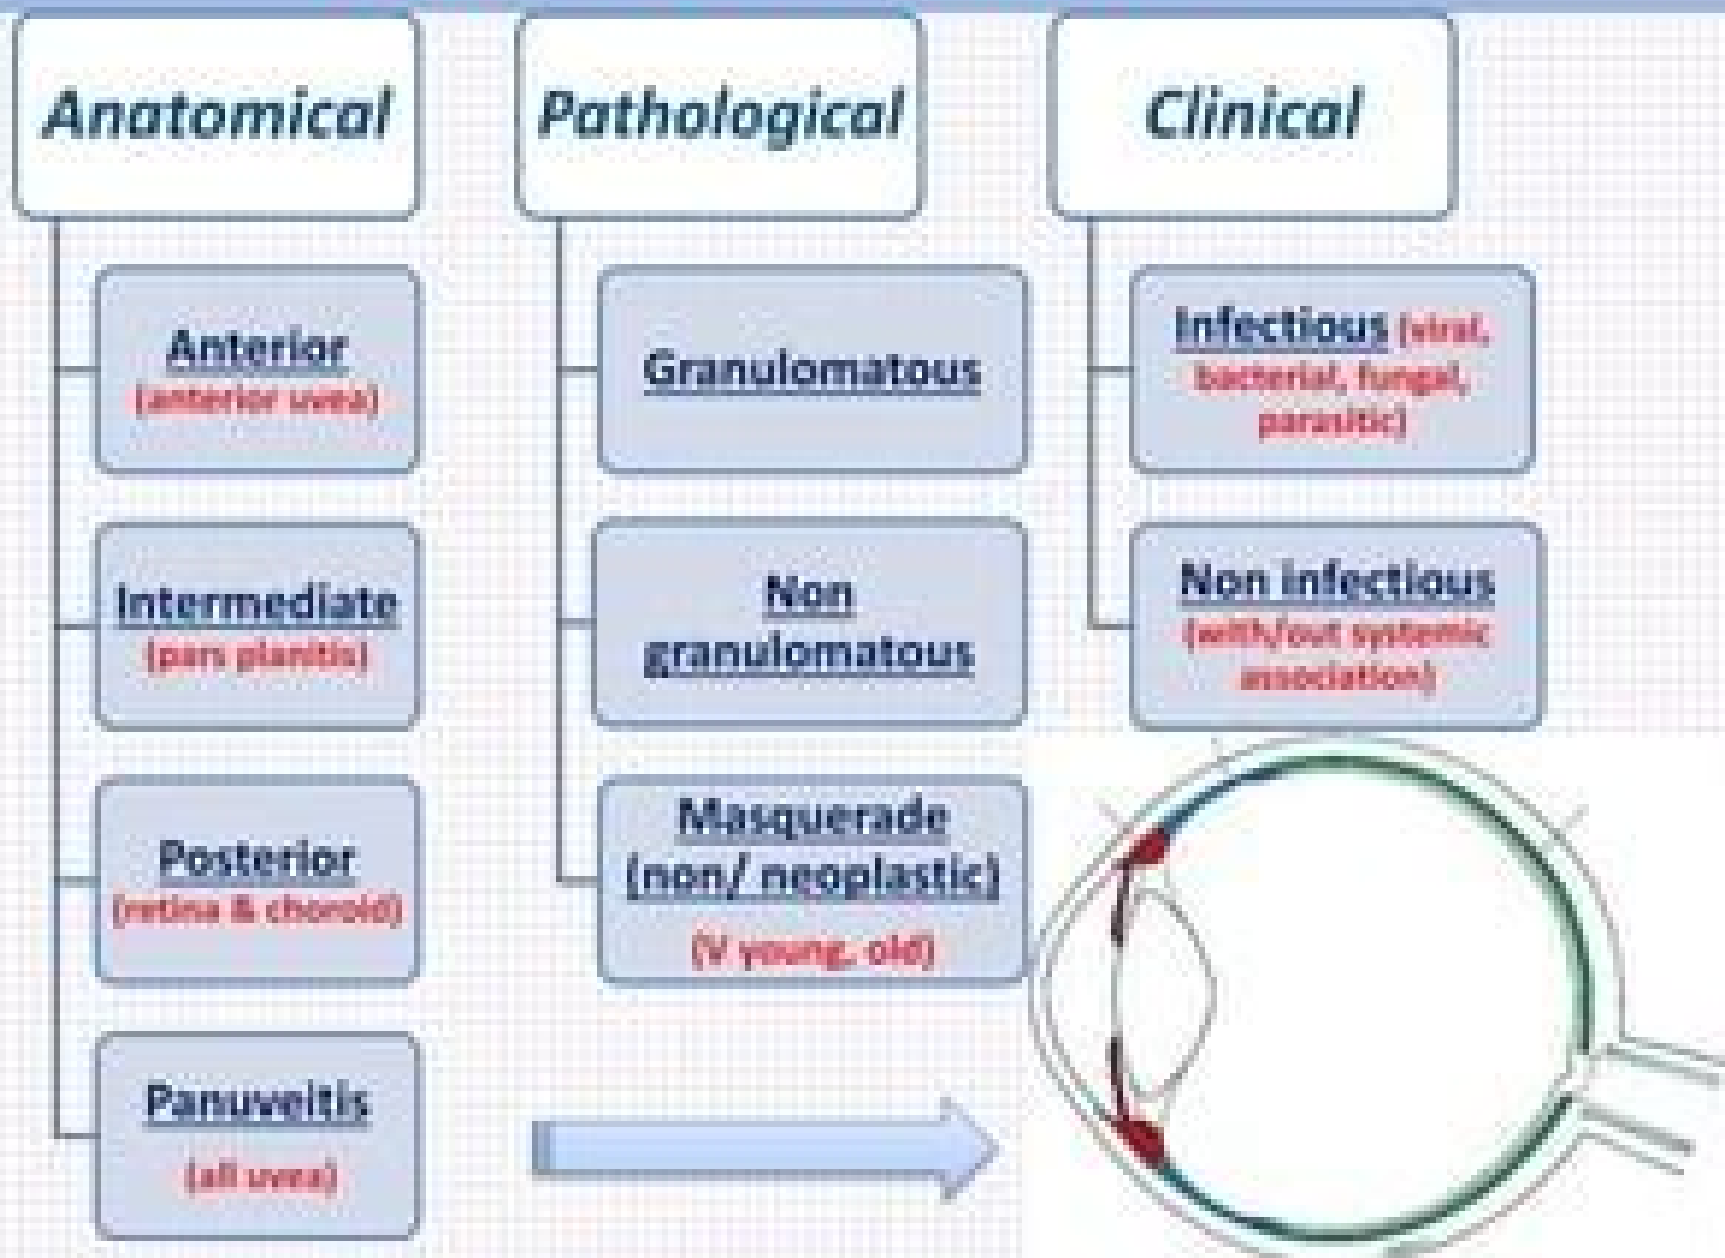 Anatomical
Anterior
(anterior uvea)
Intermediate
(pars planitis)
Posterior
(retina & choroid)
Panuveitis
(all uvea)
Pathological
Granulomatous
Non
granulomatous
Masquerade
(non/ neoplastic)
(V young, old)
Clinical
Infectious (viral,
bacterial, fungal,
parasitic)
Non infectious
(with/out systemic
association)